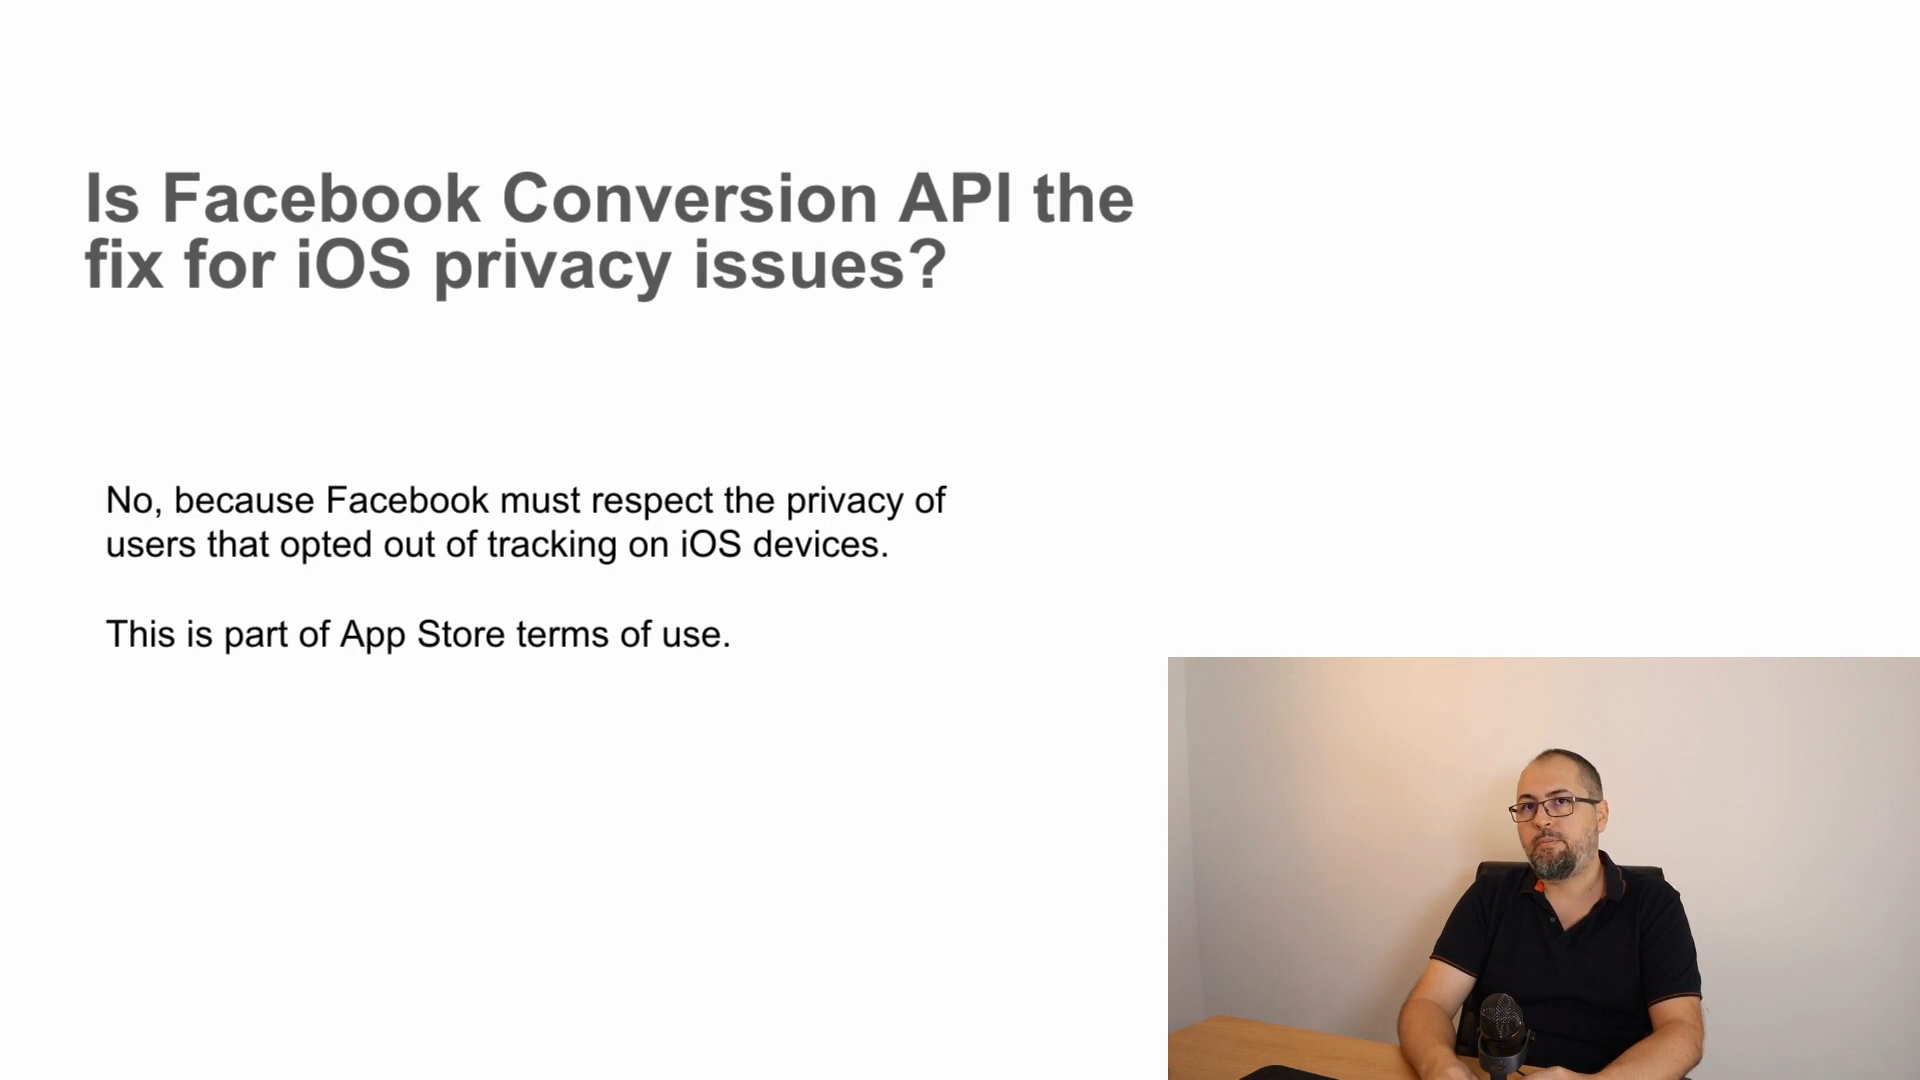 Is Facebook Conversion API the
fix for iOS privacy issues?
No, because Facebook must respect the privacy of
users that opted out of tracking on iOS devices.
This is part of App Store terms of use.